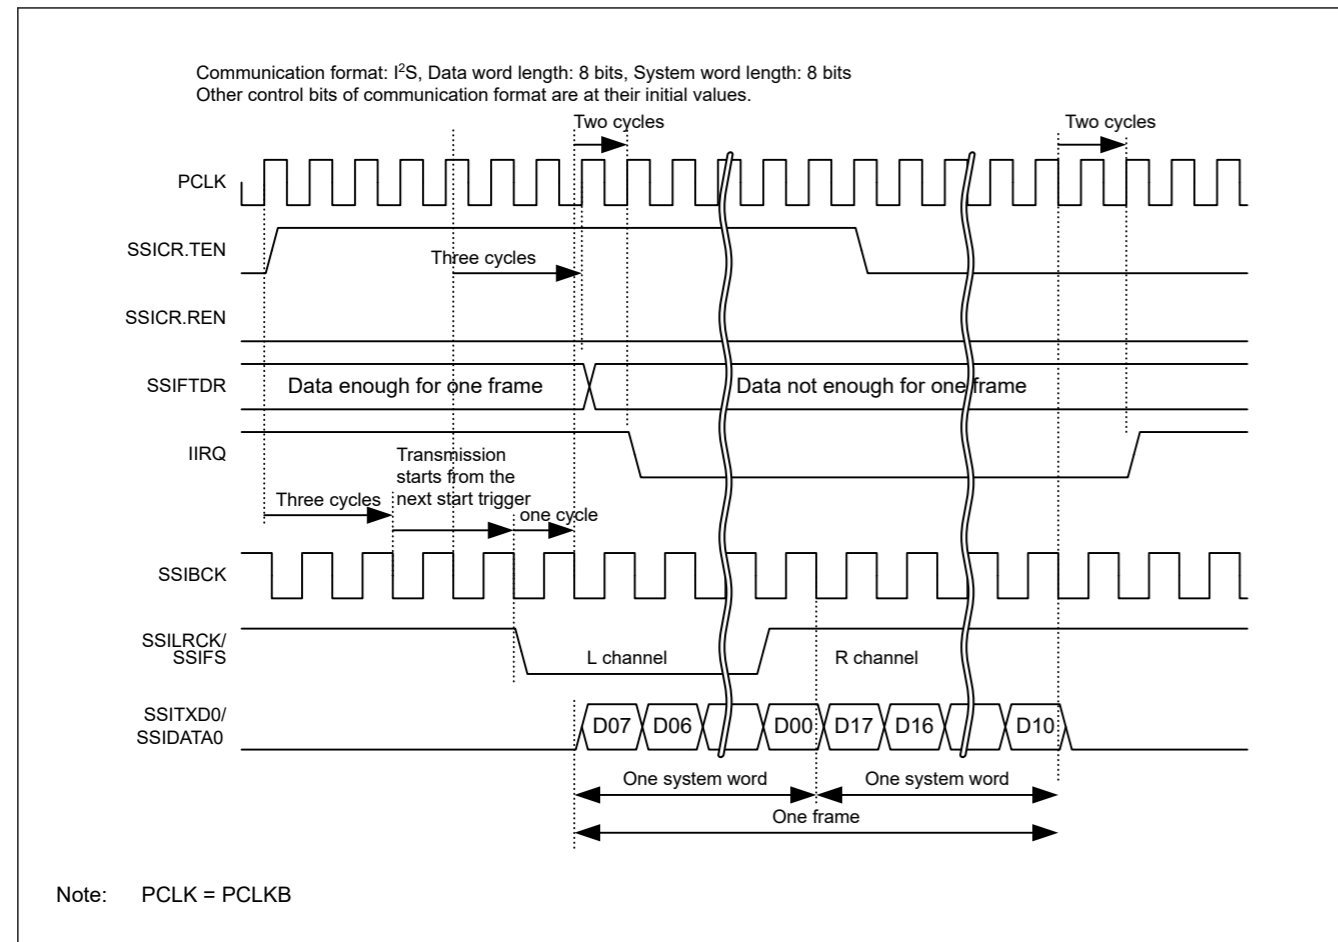 Communication format: I²S, Data word length: 8 bits, System word length: 8 bits
Other control bits of communication format are at their initial values.
Two cycles
Two cycles
PCLK
SSICR.TEN
Three cycles
SSICR.REN
SSIFTDR
Data enough for one frame
Data not enough for one frame
IIRQ
Transmission
starts from the
next start trigger
Three cycles
one cycle
SSIBCK
SSILRCK/
SSIFS
L channel
R channel
SSITXD0/
SSIDATA0
D07
D06
D00
D17
D16
D10
One system word
One system word
One frame
Note: PCLK = PCLKB